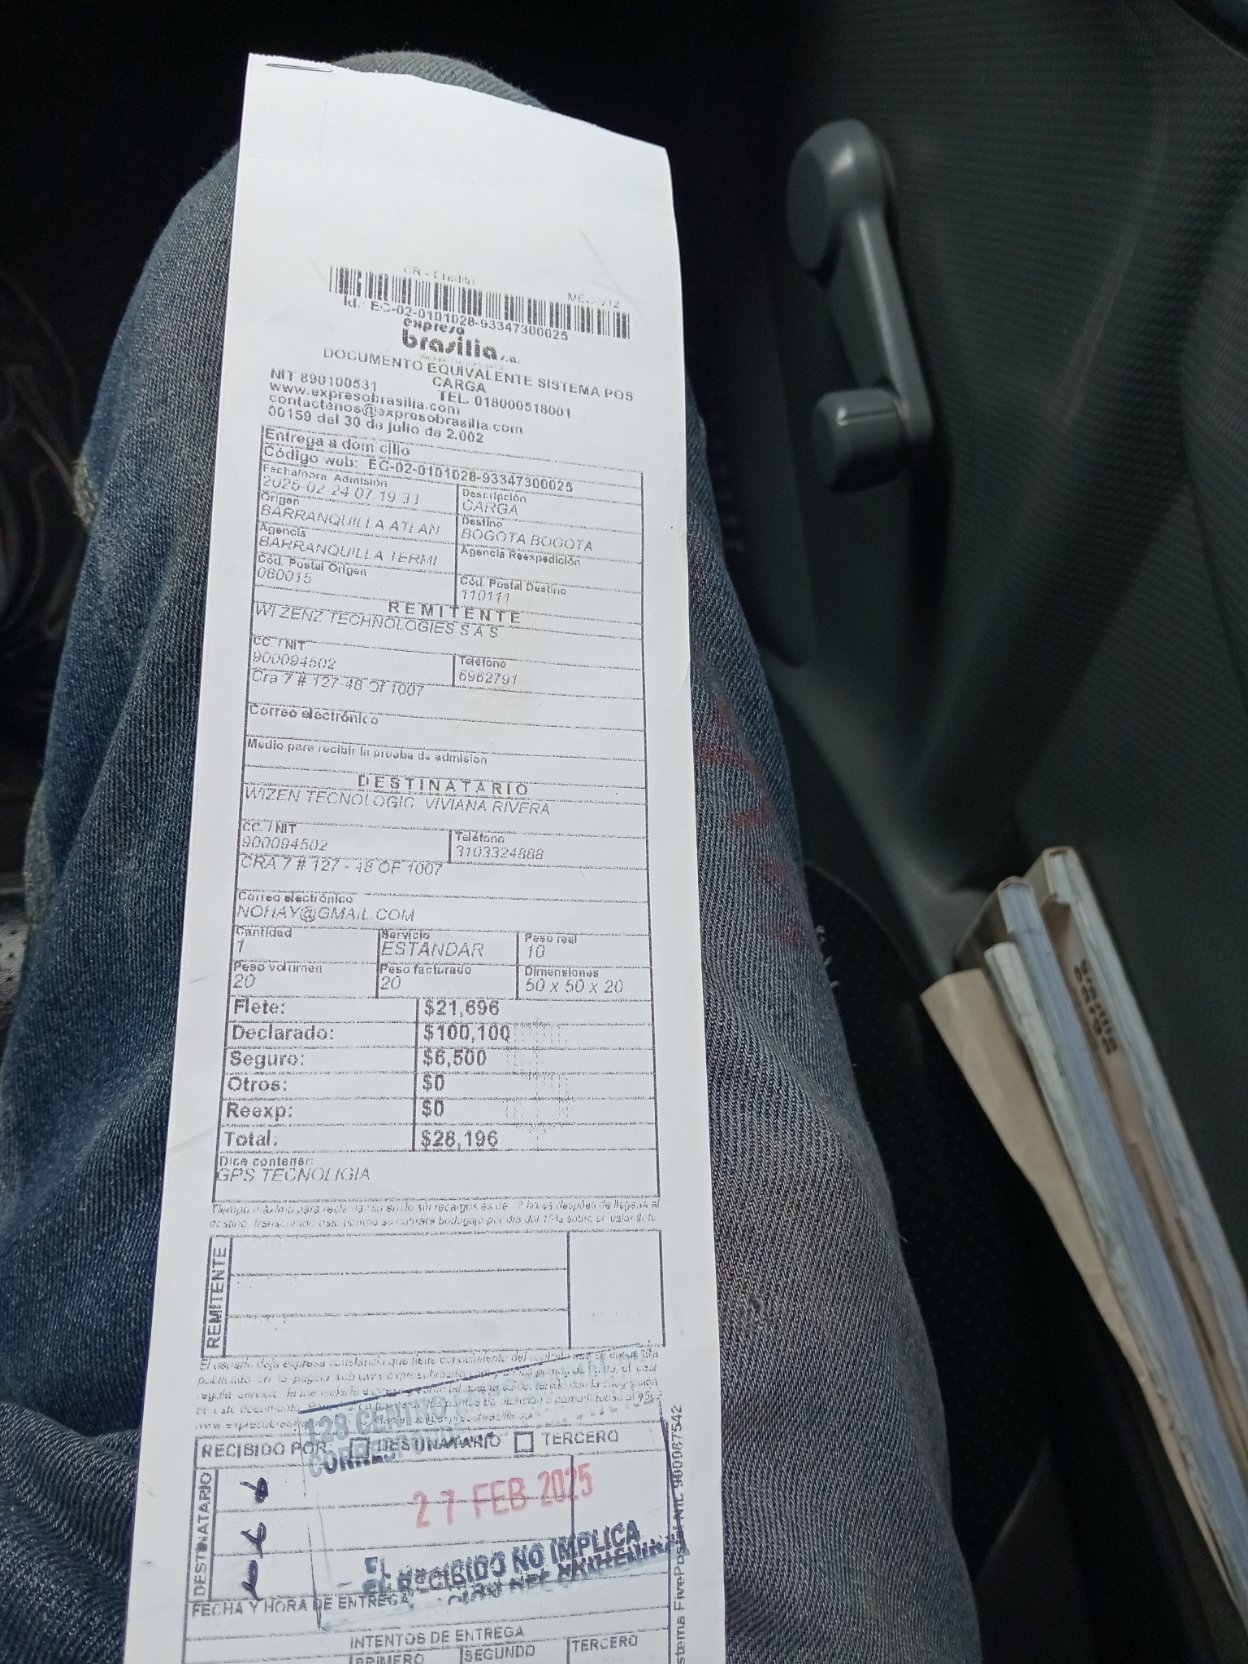 CR - Credito
Id.: EC-02-0101028-93347300025
expreso
brasilia s.a.
DOCUMENTO EQUIVALENTE SISTEMA POS
CARGA
NIT 890100531
TEL. 018000518001
www.expresobrasilia.com
contactenos@expresobrasilia.com
00159 del 30 de julio de 2.002
Entrega a domicilio
Código web: EC-02-0101028-93347300025
Fecha/hora Admisión
2025-02-24 07:19:33
Descripción
CARGA
Origen
BARRANQUILLA ATLAN
Destino
BOGOTA BOGOTA
Agencia
BARRANQUILLA TERMI
Agencia Reexpedición
Cód. Postal Origen
080015
Cód. Postal Destino
110111
REMITENTE
WIZENZ TECHNOLOGIES S A S
CC. / NIT
900094502
Teléfono
6962791
Cra 7 # 127-48 Of 1007
Correo electrónico
Medio para recibir la prueba de admision
DESTINATARIO
WIZEN TECNOLOGIC VIVIANA RIVERA
CC. / NIT
900094502
Teléfono
3103324888
CRA 7 # 127 - 48 OF 1007
Correo electrónico
NOHAY@GMAIL.COM
Cantidad
1
Servicio
ESTANDAR
Peso real
10
Peso volumen
20
Peso facturado
20
Dimensiones
50 x 50 x 20
Flete: $21,696
Declarado: $100,100
Seguro: $6,500
Otros: $0
Reexp: $0
Total: $28,196
Dice contener:
GPS TECNOLIGIA
REMITENTE
128 CENTRO
RECIBIDO POR: DESTINATARIO TERCERO
27 FEB 2025
DESTINATARIO
EL RECIBIDO NO IMPLICA
FECHA Y HORA DE ENTREGA
INTENTOS DE ENTREGA
PRIMERO SEGUNDO TERCERO